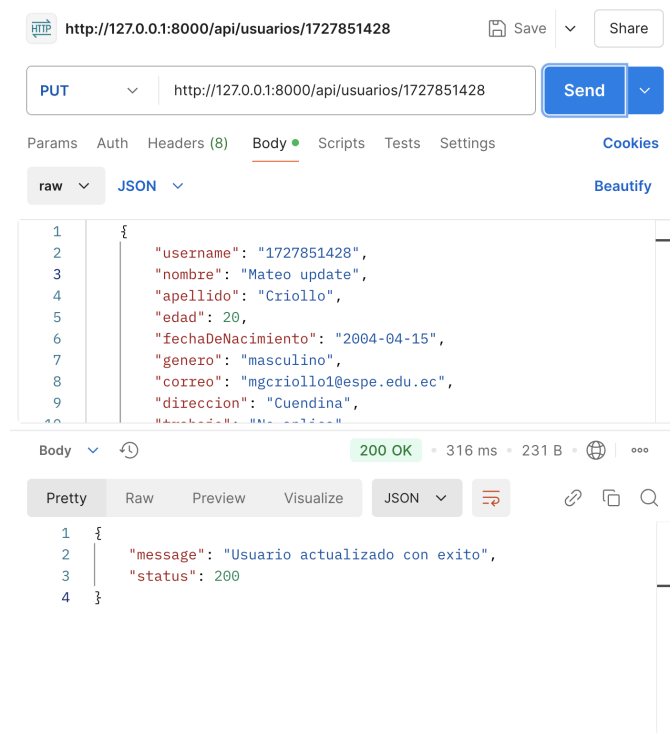 HTTP http://127.0.0.1:8000/api/usuarios/1727851428 Save Share
PUT http://127.0.0.1:8000/api/usuarios/1727851428 Send
Params Auth Headers (8) Body Scripts Tests Settings Cookies
raw JSON Beautify
1 {
2 "username": "1727851428",
3 "nombre": "Mateo update",
4 "apellido": "Criollo",
5 "edad": 20,
6 "fechaDeNacimiento": "2004-04-15",
7 "genero": "masculino",
8 "correo": "mgcriollo1@espe.edu.ec",
9 "direccion": "Cuendina",
10 "trabajo": "No aplica"
Body 200 OK 316 ms 231 B
Pretty Raw Preview Visualize JSON
1 {
2 "message": "Usuario actualizado con exito",
3 "status": 200
4 }